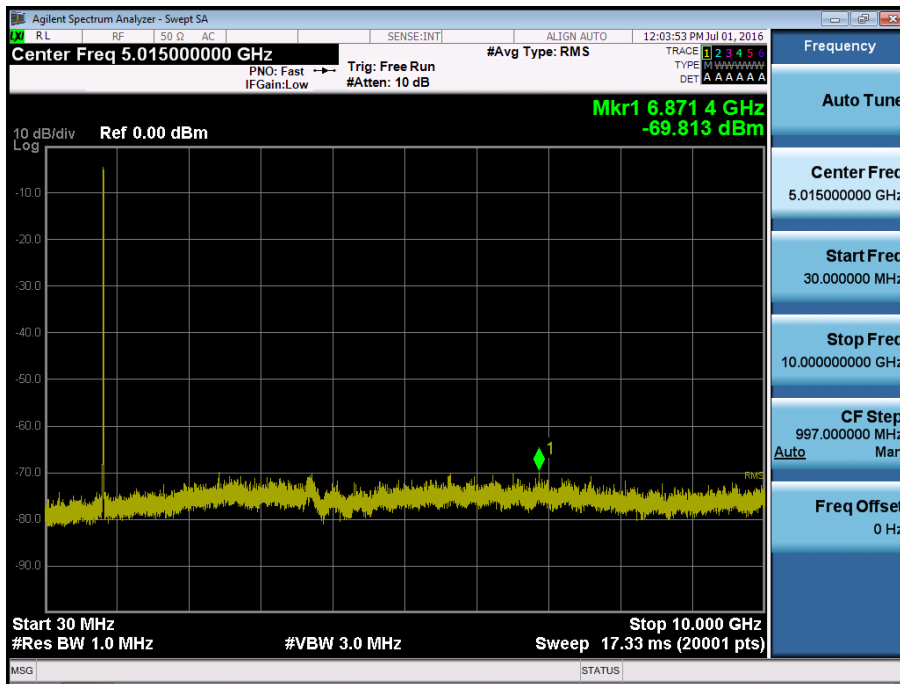 Agilent Spectrum Analyzer - Swept SA
LXI RL RF 50 Ω AC SENSE:INT ALIGN AUTO 12:03:53 PM Jul 01, 2016
Center Freq 5.015000000 GHz #Avg Type: RMS TRACE 1 2 3 4 5 6
PNO: Fast Trig: Free Run TYPE M WWWWW
IFGain:Low #Atten: 10 dB DET A A A A A A
Mkr1 6.871 4 GHz
10 dB/div Ref 0.00 dBm -69.813 dBm
Log
-10.0
-20.0
-30.0
-40.0
-50.0
-60.0
1
-70.0
RMS
-80.0
-90.0
Start 30 MHz Stop 10.000 GHz
#Res BW 1.0 MHz #VBW 3.0 MHz Sweep 17.33 ms (20001 pts)
MSG STATUS
Frequency
Auto Tune
Center Freq
5.015000000 GHz
Start Freq
30.000000 MHz
Stop Freq
10.000000000 GHz
CF Step
997.000000 MHz
Auto Man
Freq Offset
0 Hz